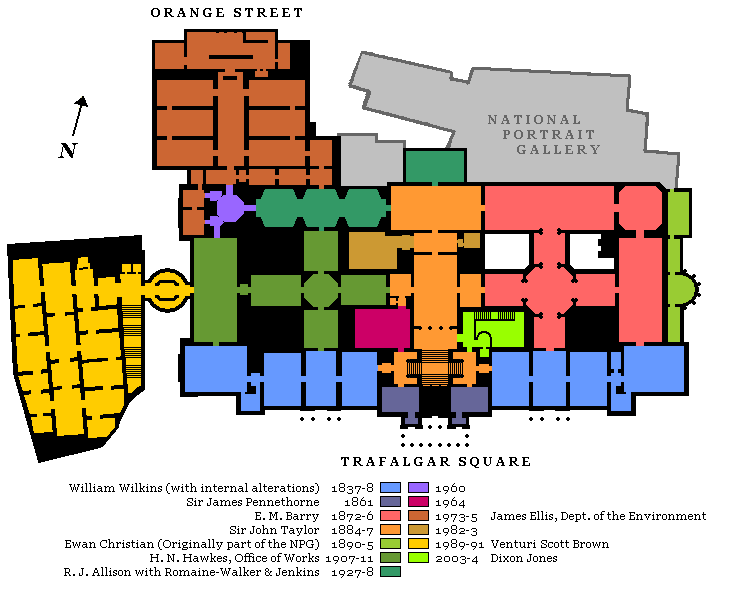 ORANGE STREET
N
NATIONAL
PORTRAIT
GALLERY
TRAFALGAR SQUARE
William Wilkins (with internal alterations) 1837-8 1960
Sir James Pennethorne 1861 1964
E. M. Barry 1872-6 1973-5 James Ellis, Dept. of the Environment
Sir John Taylor 1884-7 1982-3
Ewan Christian (Originally part of the NPG) 1890-5 1989-91 Venturi Scott Brown
H. N. Hawkes, Office of Works 1907-11 2003-4 Dixon Jones
R. J. Allison with Romaine-Walker & Jenkins 1927-8